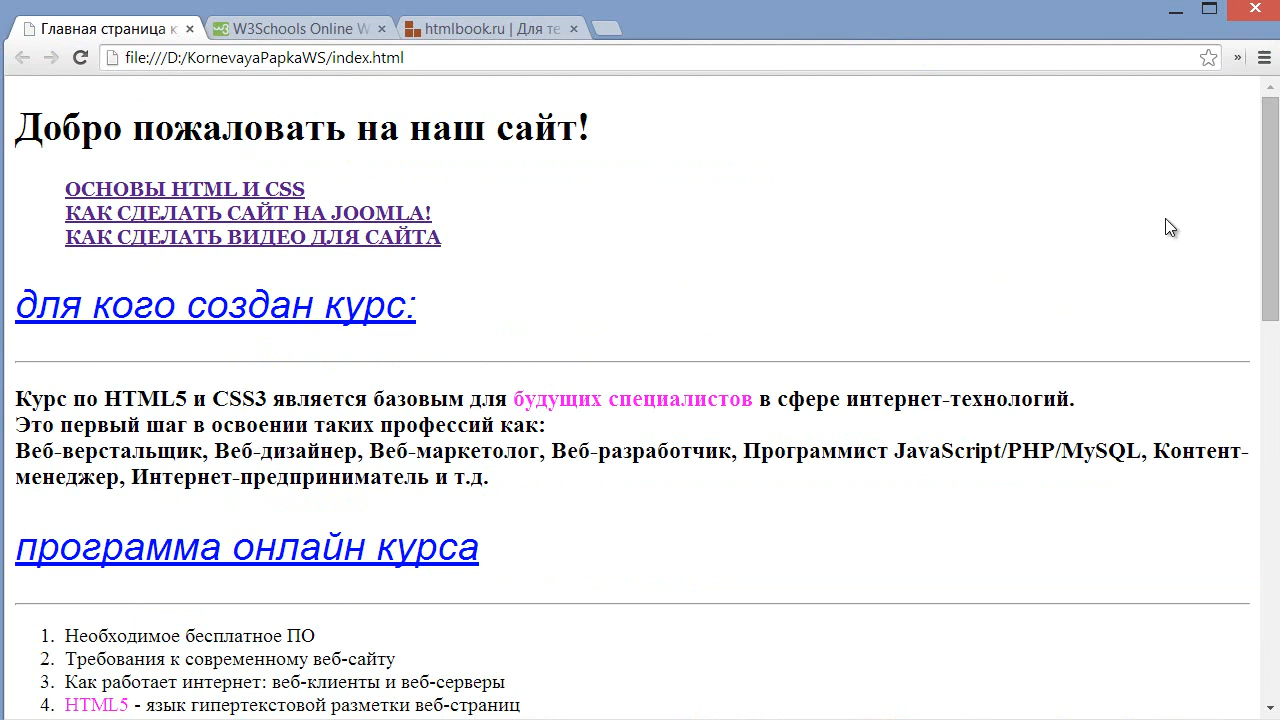 Главная страница к
W3Schools Online W
htmlbook.ru | Для те
file:///D:/KornevayaPapkaWS/index.html
Добро пожаловать на наш сайт!
ОСНОВЫ HTML И CSS
КАК СДЕЛАТЬ САЙТ НА JOOMLA!
КАК СДЕЛАТЬ ВИДЕО ДЛЯ САЙТА
для кого создан курс:
Курс по HTML5 и CSS3 является базовым для будущих специалистов в сфере интернет-технологий.
Это первый шаг в освоении таких профессий как:
Веб-верстальщик, Веб-дизайнер, Веб-маркетолог, Веб-разработчик, Программист JavaScript/PHP/MySQL, Контент-
менеджер, Интернет-предприниматель и т.д.
программа онлайн курса
1. Необходимое бесплатное ПО
2. Требования к современному веб-сайту
3. Как работает интернет: веб-клиенты и веб-серверы
4. HTML5 - язык гипертекстовой разметки веб-страниц